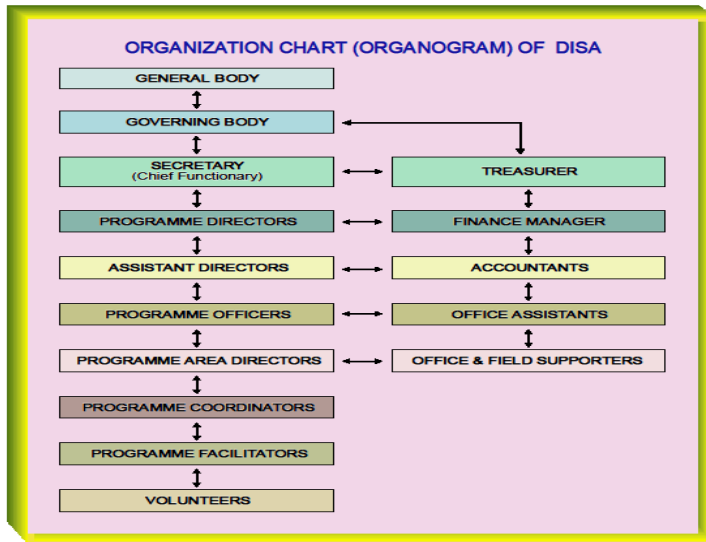 ORGANIZATION CHART (ORGANOGRAM) OF DISA
GENERAL BODY
GOVERNING BODY
SECRETARY
(Chief Functionary)
TREASURER
PROGRAMME DIRECTORS
FINANCE MANAGER
ASSISTANT DIRECTORS
ACCOUNTANTS
PROGRAMME OFFICERS
OFFICE ASSISTANTS
PROGRAMME AREA DIRECTORS
OFFICE & FIELD SUPPORTERS
PROGRAMME COORDINATORS
PROGRAMME FACILITATORS
VOLUNTEERS